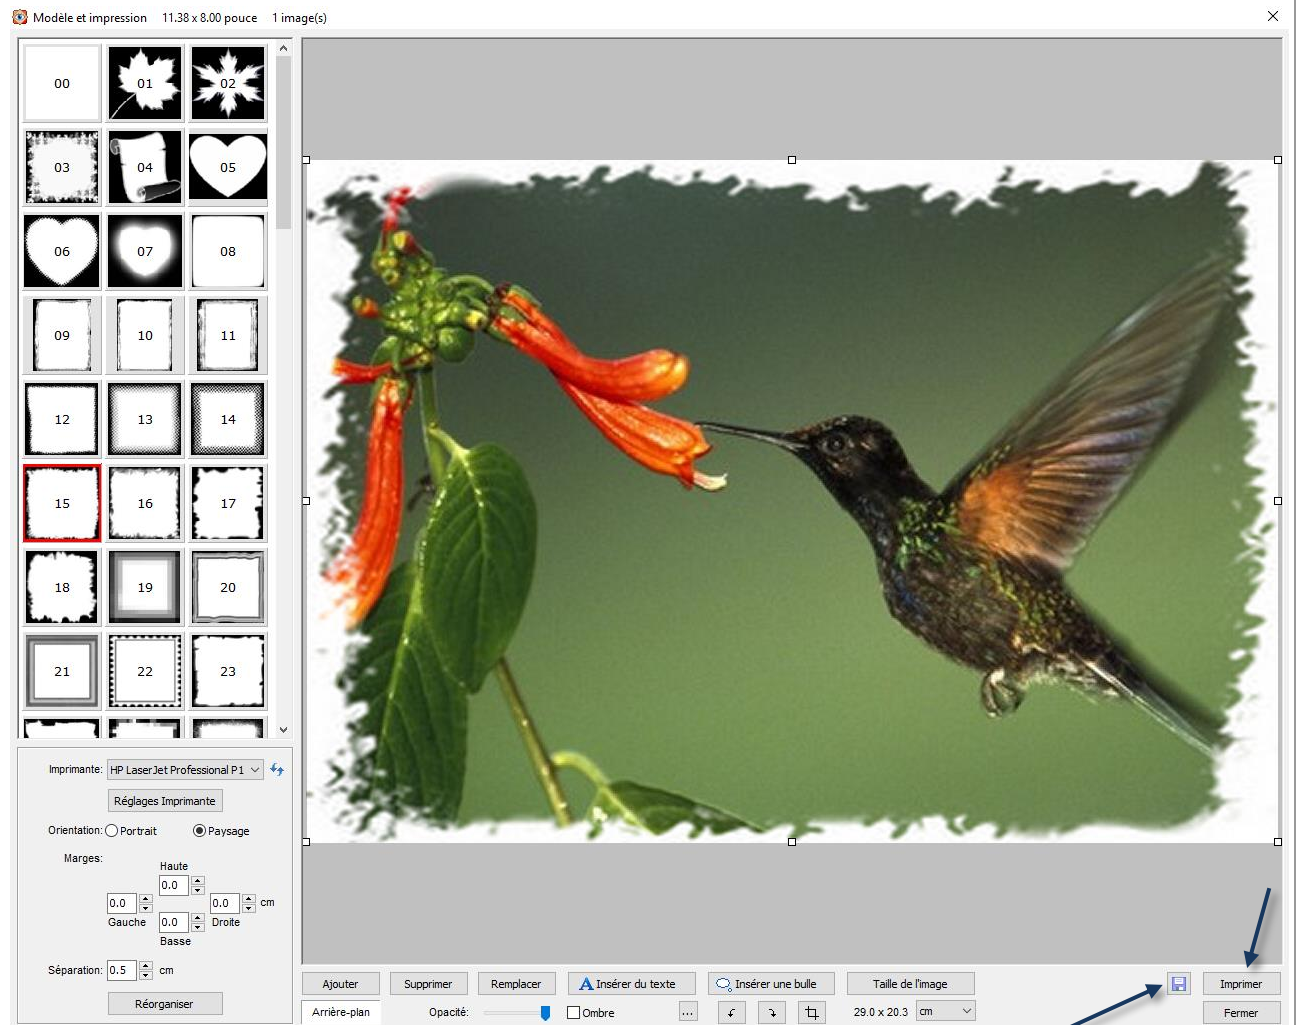 Modèle et impression 11.38 x 8.00 pouce 1 image(s)
00 01 02
03 04 05
06 07 08
09 10 11
12 13 14
15 16 17
18 19 20
21 22 23
Imprimante: HP LaserJet Professional P1
Réglages Imprimante
Orientation: Portrait Paysage
Marges:
Haute
0.0
0.0 0.0 cm
Gauche 0.0 Droite
Basse
Séparation: 0.5 cm
Réorganiser
Ajouter Supprimer Remplacer A Insérer du texte Insérer une bulle Taille de l'image Imprimer
Arrière-plan Opacité: Ombre ... 29.0 x 20.3 cm Fermer